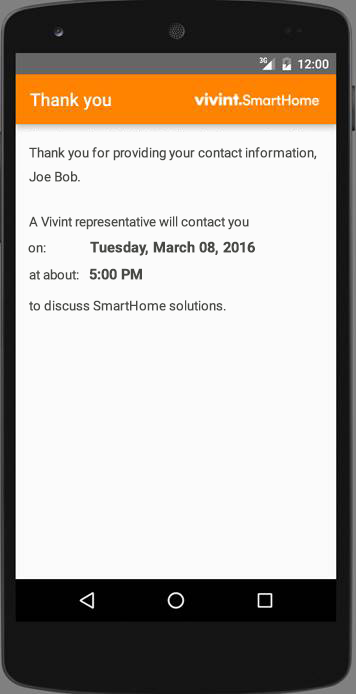 3G 12:00
Thank you vivint.SmartHome
Thank you for providing your contact information,
Joe Bob.
A Vivint representative will contact you
on: Tuesday, March 08, 2016
at about: 5:00 PM
to discuss SmartHome solutions.